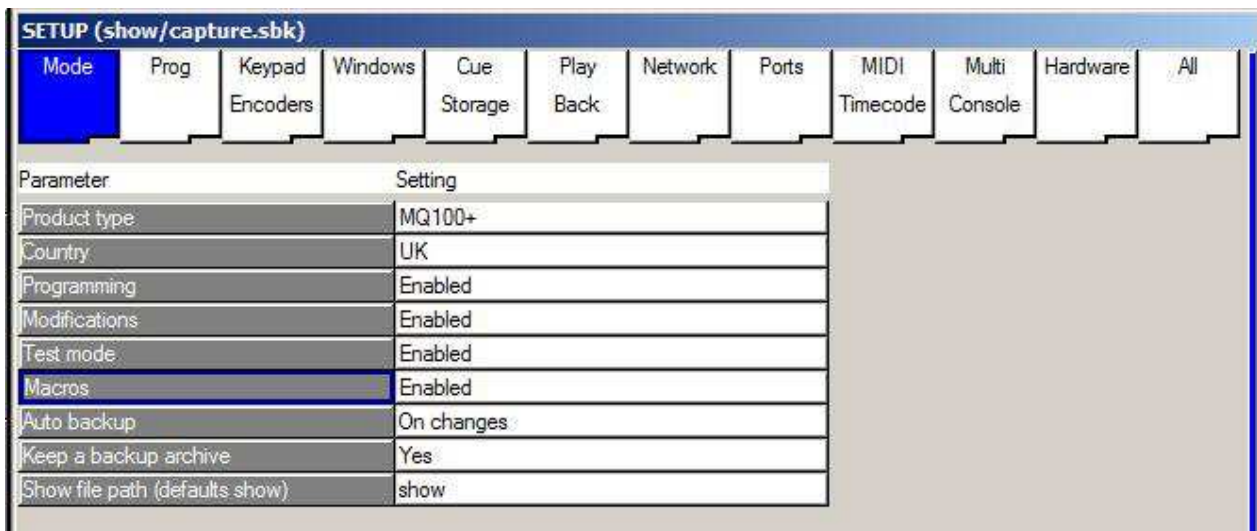 SETUP (show/capture.sbk)
Mode Prog Keypad Encoders Windows Cue Storage Play Back Network Ports MIDI Timecode Multi Console Hardware All
Parameter Setting
Product type MQ100+
Country UK
Programming Enabled
Modifications Enabled
Test mode Enabled
Macros Enabled
Auto backup On changes
Keep a backup archive Yes
Show file path (defaults show) show